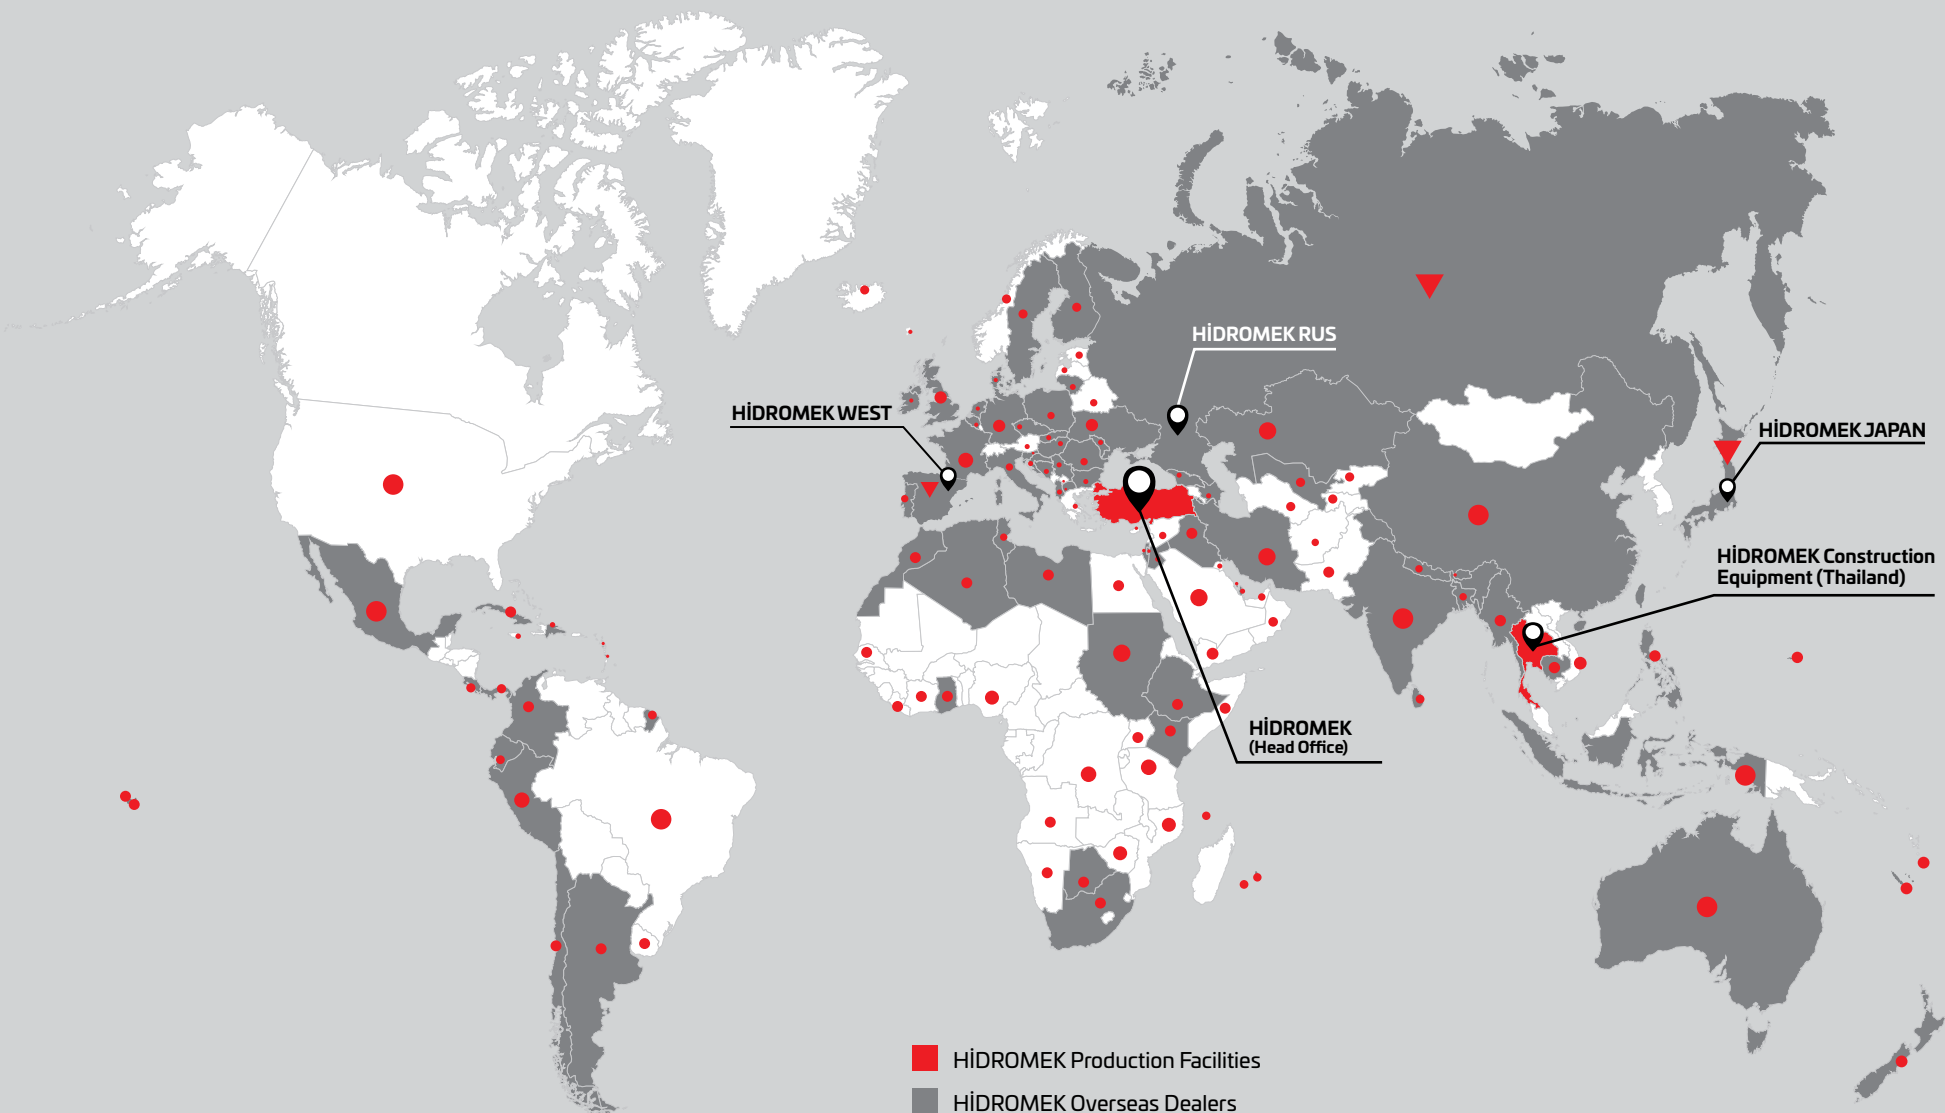 HİDROMEK RUS
HİDROMEK WEST
HİDROMEK JAPAN
HİDROMEK Construction
Equipment (Thailand)
HİDROMEK
(Head Office)
HİDROMEK Production Facilities
HİDROMEK Overseas Dealers